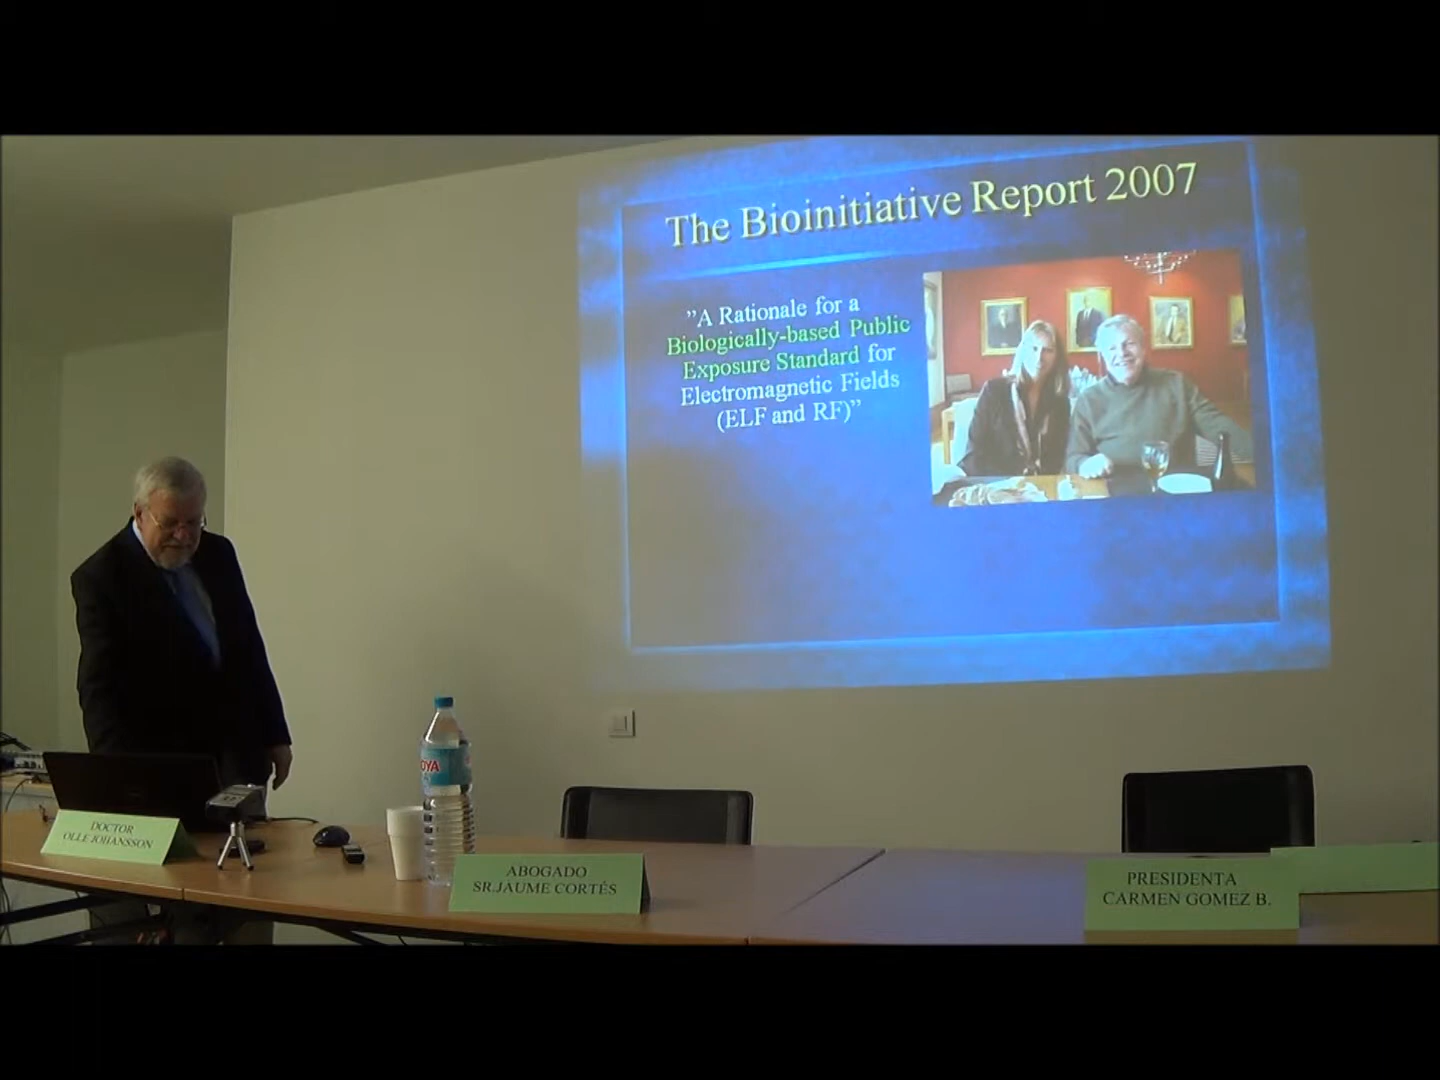 The Bioinitiative Report 2007
”A Rationale for a
Biologically-based Public
Exposure Standard for
Electromagnetic Fields
(ELF and RF)”
DOCTOR
OLLE JOHANSSON
ABOGADO
SR.JAUME CORTÉS
PRESIDENTA
CARMEN GOMEZ B.